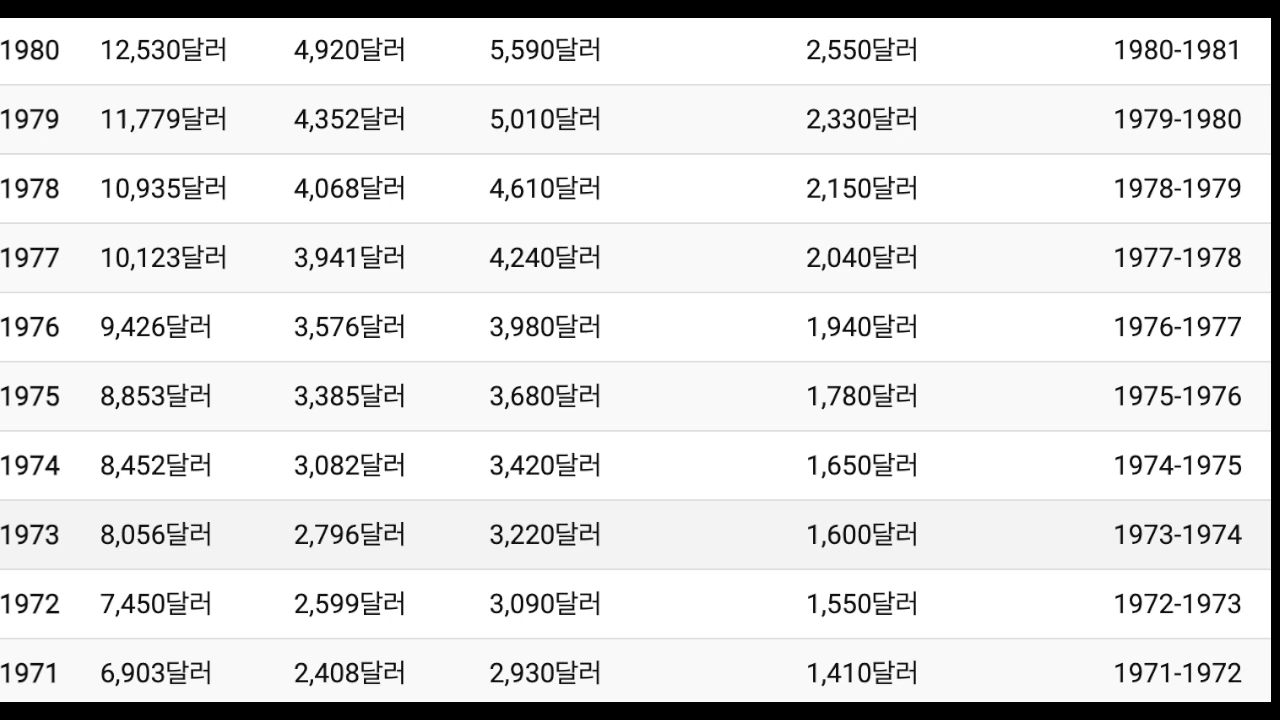 1980 12,530달러 4,920달러 5,590달러 2,550달러 1980-1981
1979 11,779달러 4,352달러 5,010달러 2,330달러 1979-1980
1978 10,935달러 4,068달러 4,610달러 2,150달러 1978-1979
1977 10,123달러 3,941달러 4,240달러 2,040달러 1977-1978
1976 9,426달러 3,576달러 3,980달러 1,940달러 1976-1977
1975 8,853달러 3,385달러 3,680달러 1,780달러 1975-1976
1974 8,452달러 3,082달러 3,420달러 1,650달러 1974-1975
1973 8,056달러 2,796달러 3,220달러 1,600달러 1973-1974
1972 7,450달러 2,599달러 3,090달러 1,550달러 1972-1973
1971 6,903달러 2,408달러 2,930달러 1,410달러 1971-1972